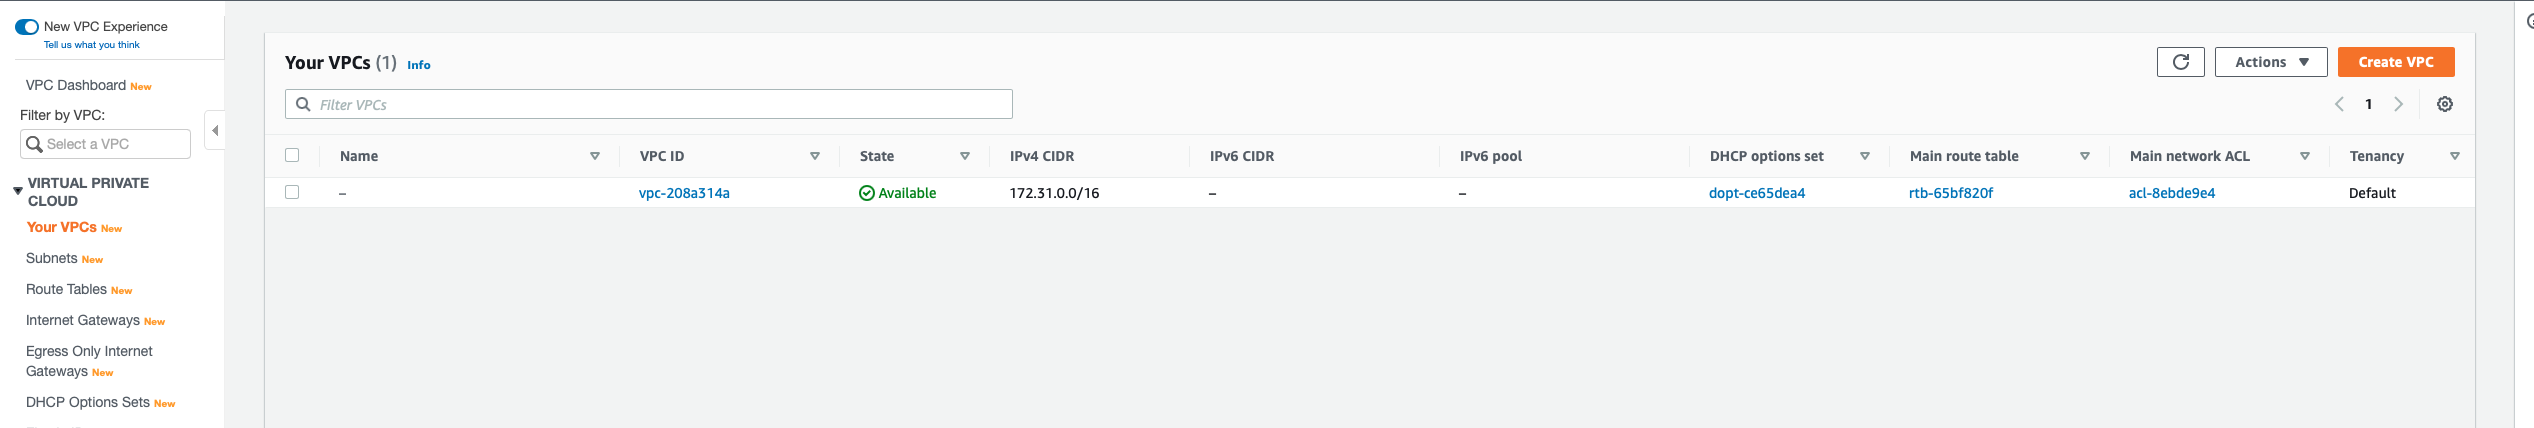 New VPC Experience
Tell us what you think
VPC Dashboard New
Filter by VPC:
Select a VPC
VIRTUAL PRIVATE
CLOUD
Your VPCs New
Subnets New
Route Tables New
Internet Gateways New
Egress Only Internet
Gateways New
DHCP Options Sets New
Your VPCs (1) Info
Actions
Create VPC
Filter VPCs
1
Name VPC ID State IPv4 CIDR IPv6 CIDR IPv6 pool DHCP options set Main route table Main network ACL Tenancy
– vpc-208a314a Available 172.31.0.0/16 – – dopt-ce65dea4 rtb-65bf820f acl-8ebde9e4 Default